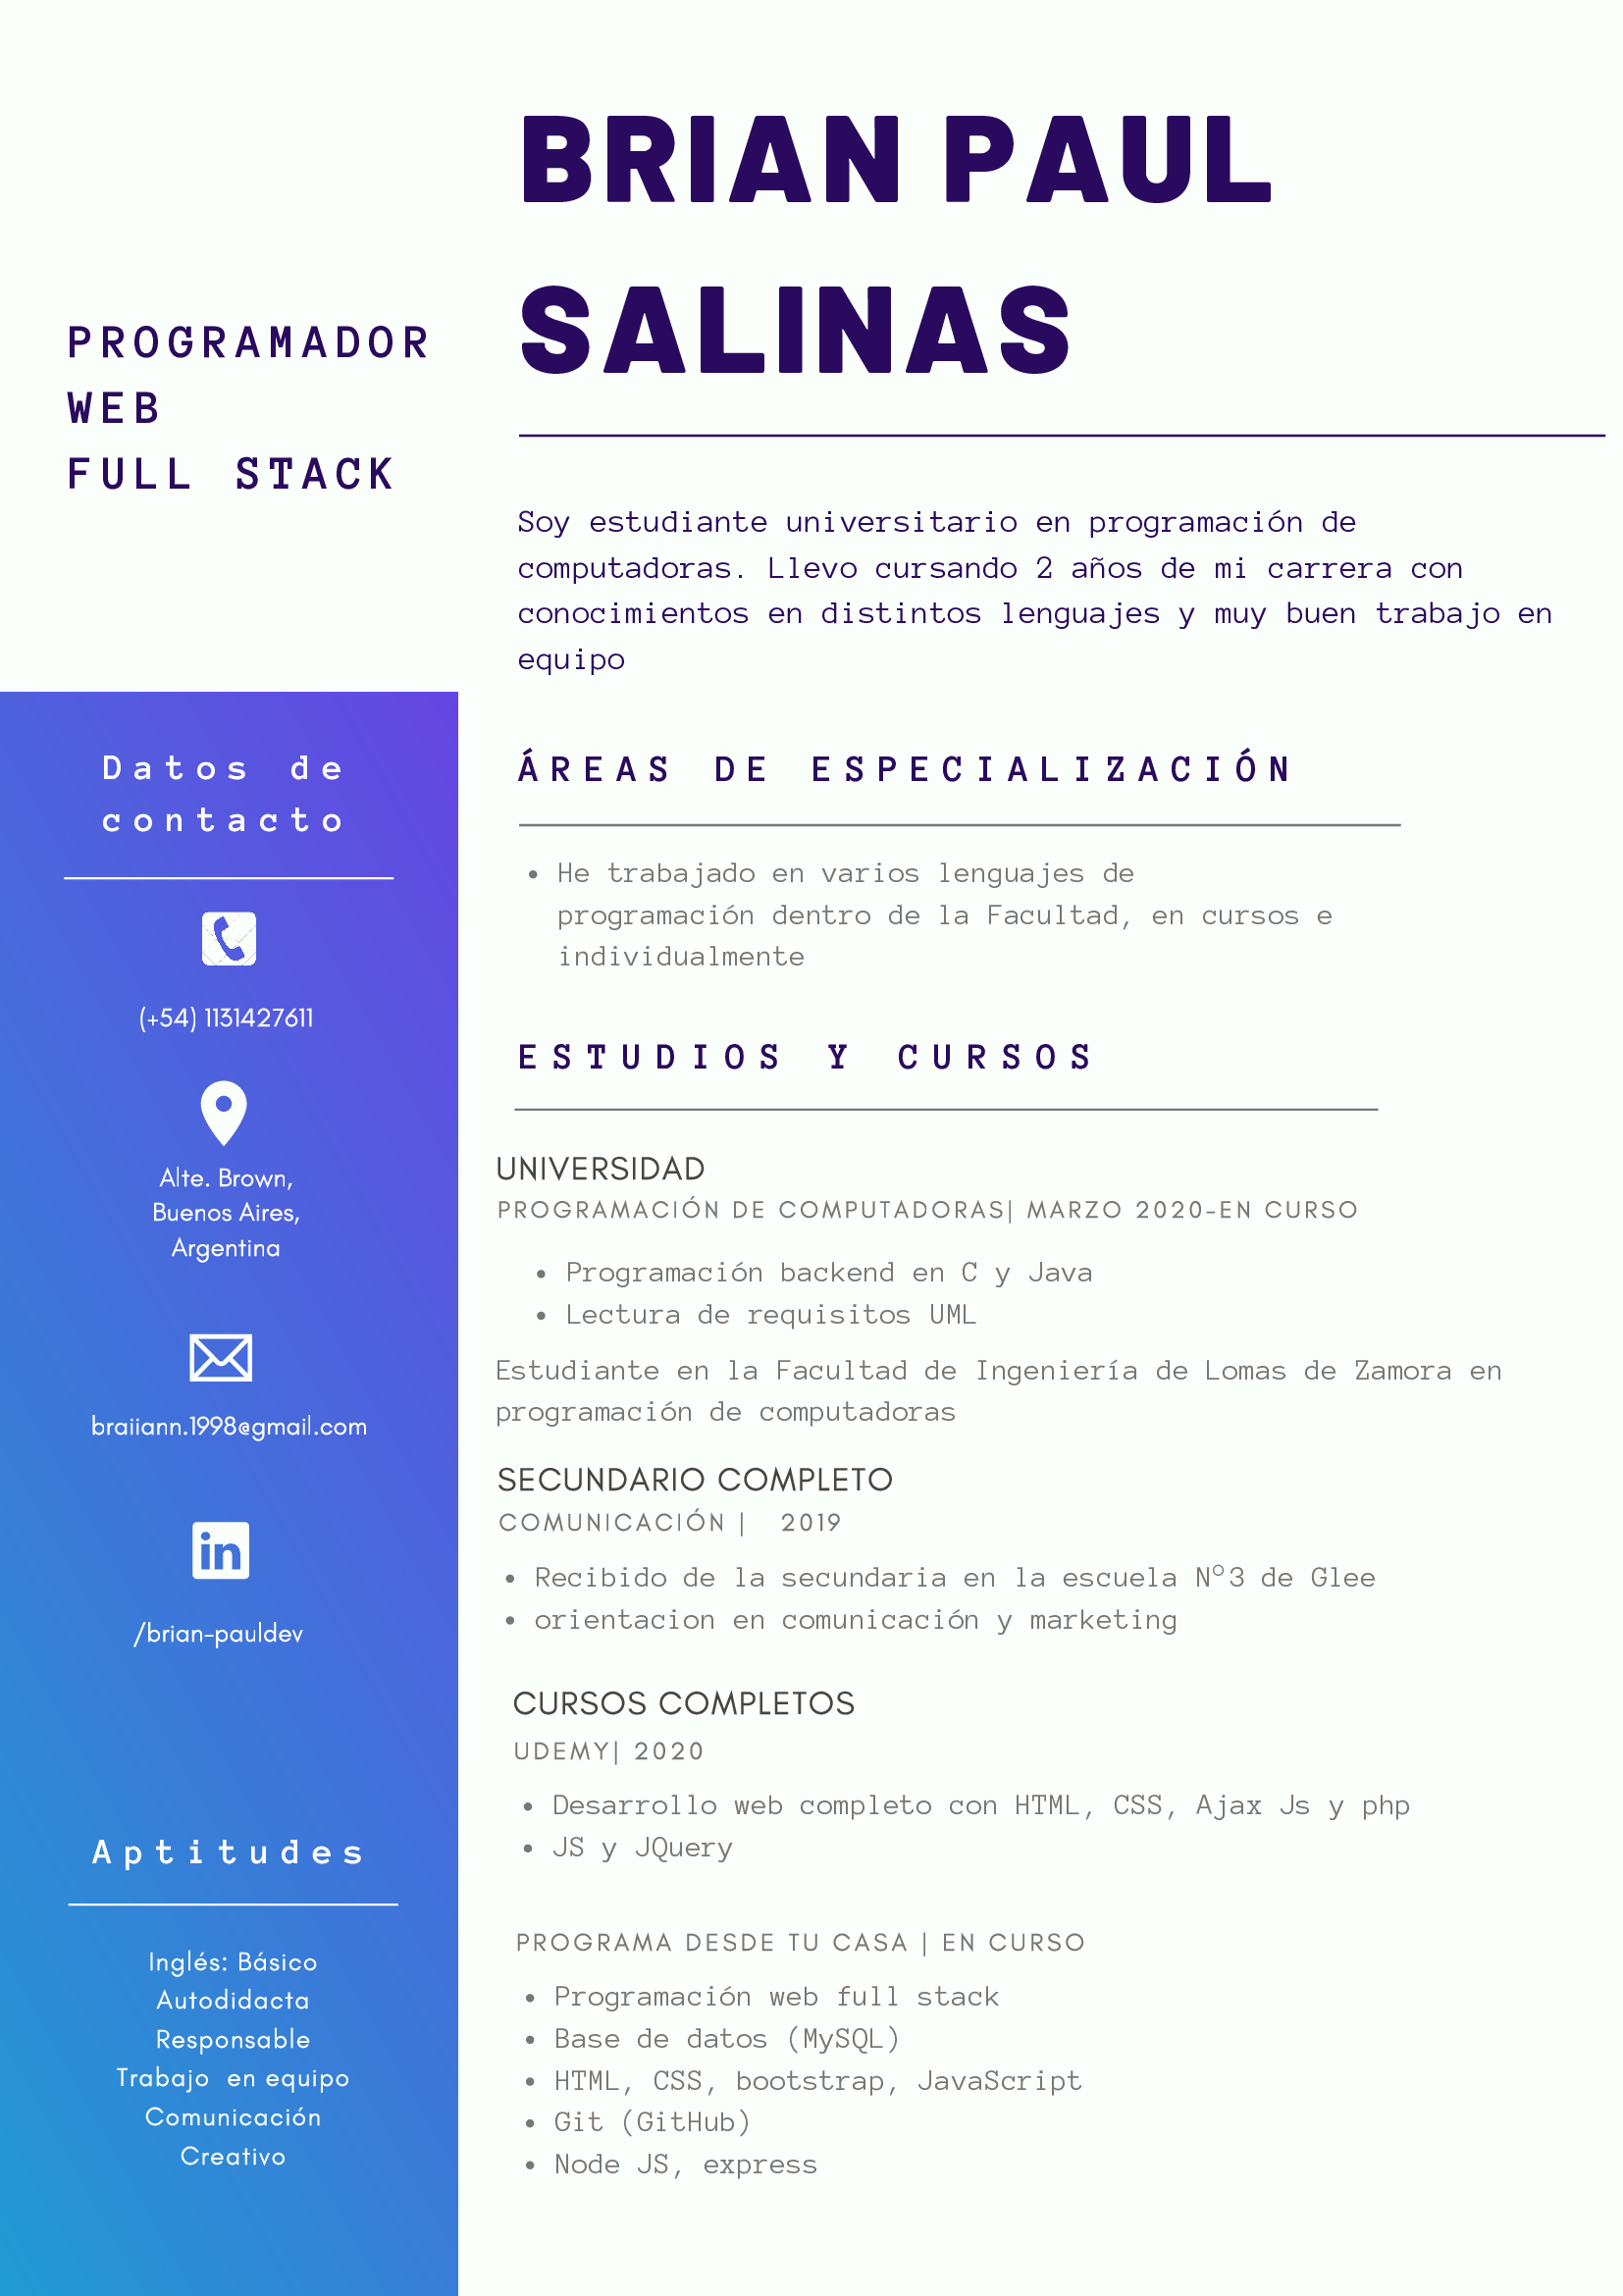 BRIAN PAUL
SALINAS
PROGRAMADOR
WEB
FULL STACK
Soy estudiante universitario en programación de
computadoras. Llevo cursando 2 años de mi carrera con
conocimientos en distintos lenguajes y muy buen trabajo en
equipo
Datos de
contacto
(+54) 1131427611
Alte. Brown,
Buenos Aires,
Argentina
braiiann.1998@gmail.com
in
/brian-pauldev
Aptitudes
Inglés: Básico
Autodidacta
Responsable
Trabajo en equipo
Comunicación
Creativo
ÁREAS DE ESPECIALIZACIÓN
• He trabajado en varios lenguajes de
programación dentro de la Facultad, en cursos e
individualmente
ESTUDIOS Y CURSOS
UNIVERSIDAD
PROGRAMACIÓN DE COMPUTADORAS| MARZO 2020-EN CURSO
• Programación backend en C y Java
• Lectura de requisitos UML
Estudiante en la Facultad de Ingeniería de Lomas de Zamora en
programación de computadoras
SECUNDARIO COMPLETO
COMUNICACIÓN | 2019
• Recibido de la secundaria en la escuela N°3 de Glee
• orientacion en comunicación y marketing
CURSOS COMPLETOS
UDEMY| 2020
• Desarrollo web completo con HTML, CSS, Ajax Js y php
• JS y JQuery
PROGRAMA DESDE TU CASA | EN CURSO
• Programación web full stack
• Base de datos (MySQL)
• HTML, CSS, bootstrap, JavaScript
• Git (GitHub)
• Node JS, express